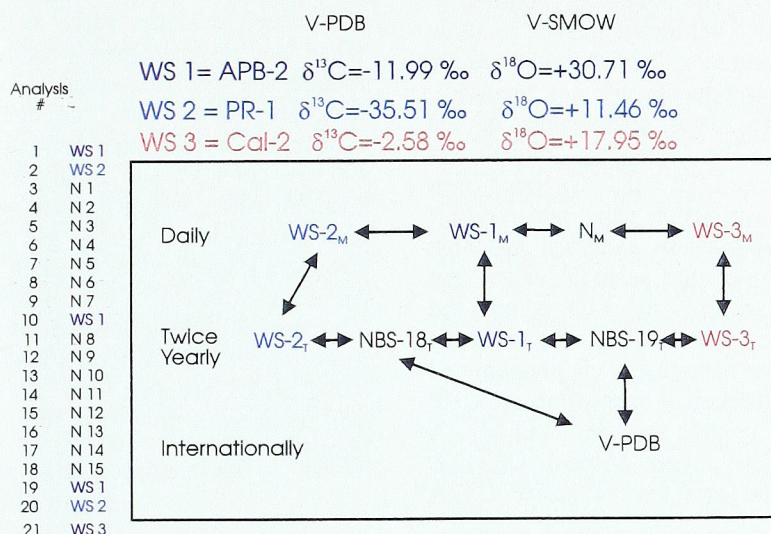 V-PDB V-SMOW
WS 1= APB-2 δ¹³C=-11.99 ‰ δ¹⁸O=+30.71 ‰
WS 2 = PR-1 δ¹³C=-35.51 ‰ δ¹⁸O=+11.46 ‰
WS 3 = Cal-2 δ¹³C=-2.58 ‰ δ¹⁸O=+17.95 ‰
Analysis
#
1 WS 1
2 WS 2
3 N 1
4 N 2
5 N 3
6 N 4
7 N 5
8 N 6
9 N 7
10 WS 1
11 N 8
12 N 9
13 N 10
14 N 11
15 N 12
16 N 13
17 N 14
18 N 15
19 WS 1
20 WS 2
21 WS 3
Daily WS-2M WS-1M NM WS-3M
Twice
Yearly
WS-2T NBS-18T WS-1T NBS-19T WS-3T
Internationally V-PDB